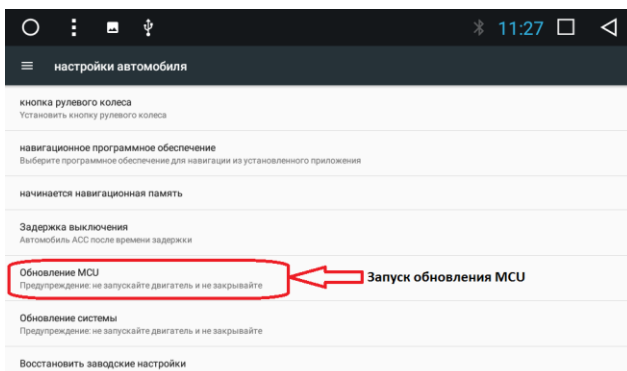 11:27
настройки автомобиля
кнопка рулевого колеса
Установить кнопку рулевого колеса
навигационное программное обеспечение
Выберите программное обеспечение для навигации из установленного приложения
начинается навигационная память
Задержка выключения
Автомобиль ACC после времени задержки
Обновление MCU
Предупреждение: не запускайте двигатель и не закрывайте
Запуск обновления MCU
Обновление системы
Предупреждение: не запускайте двигатель и не закрывайте
Восстановить заводские настройки